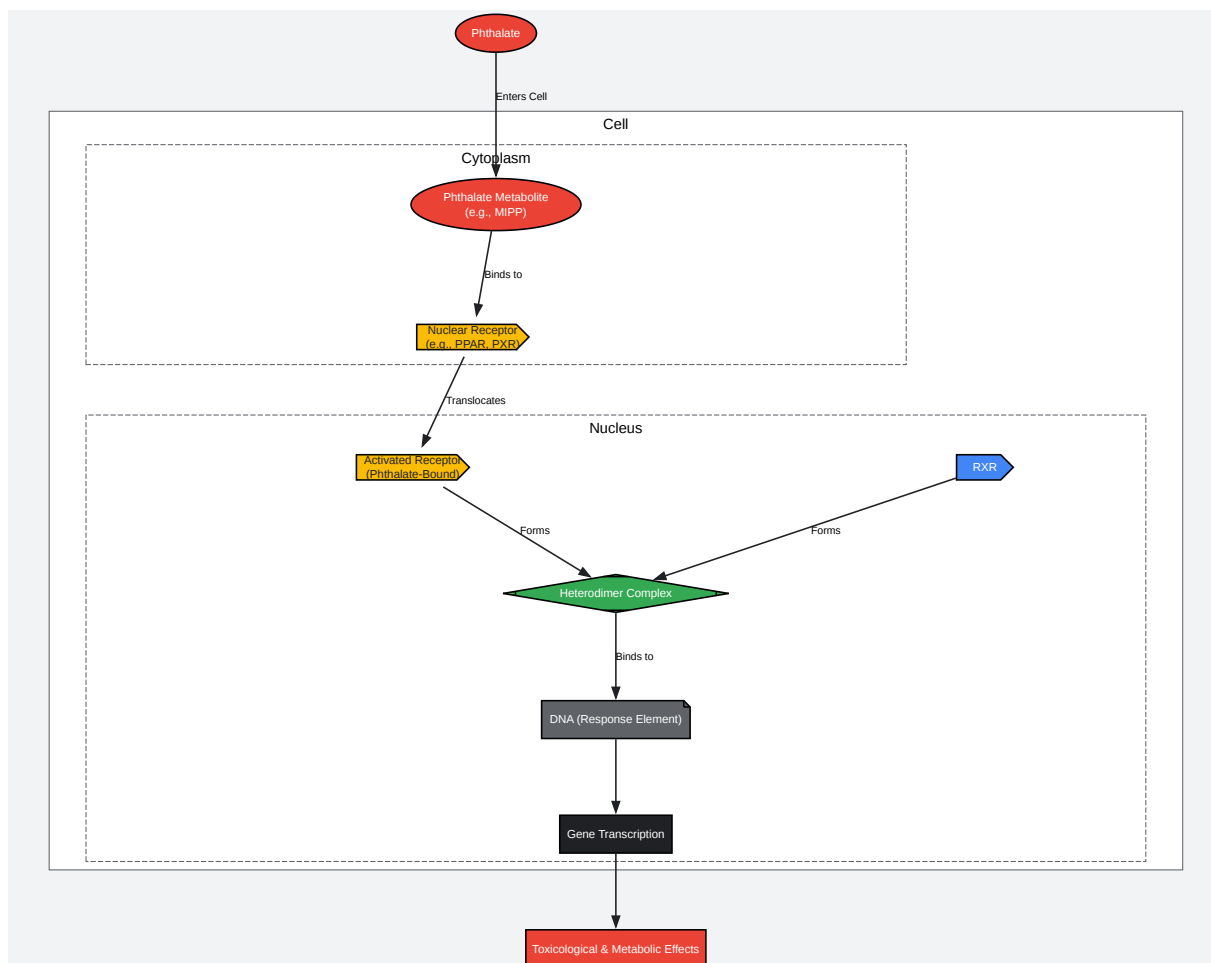 Phthalate
Enters Cell
Cell
Cytoplasm
Phthalate Metabolite
(e.g., MIPP)
Binds to
Nuclear Receptor
(e.g., PPAR, PXR)
Translocates
Nucleus
Activated Receptor
(Phthalate-Bound)
RXR
Forms
Forms
Heterodimer Complex
Binds to
DNA (Response Element)
Gene Transcription
Toxicological & Metabolic Effects